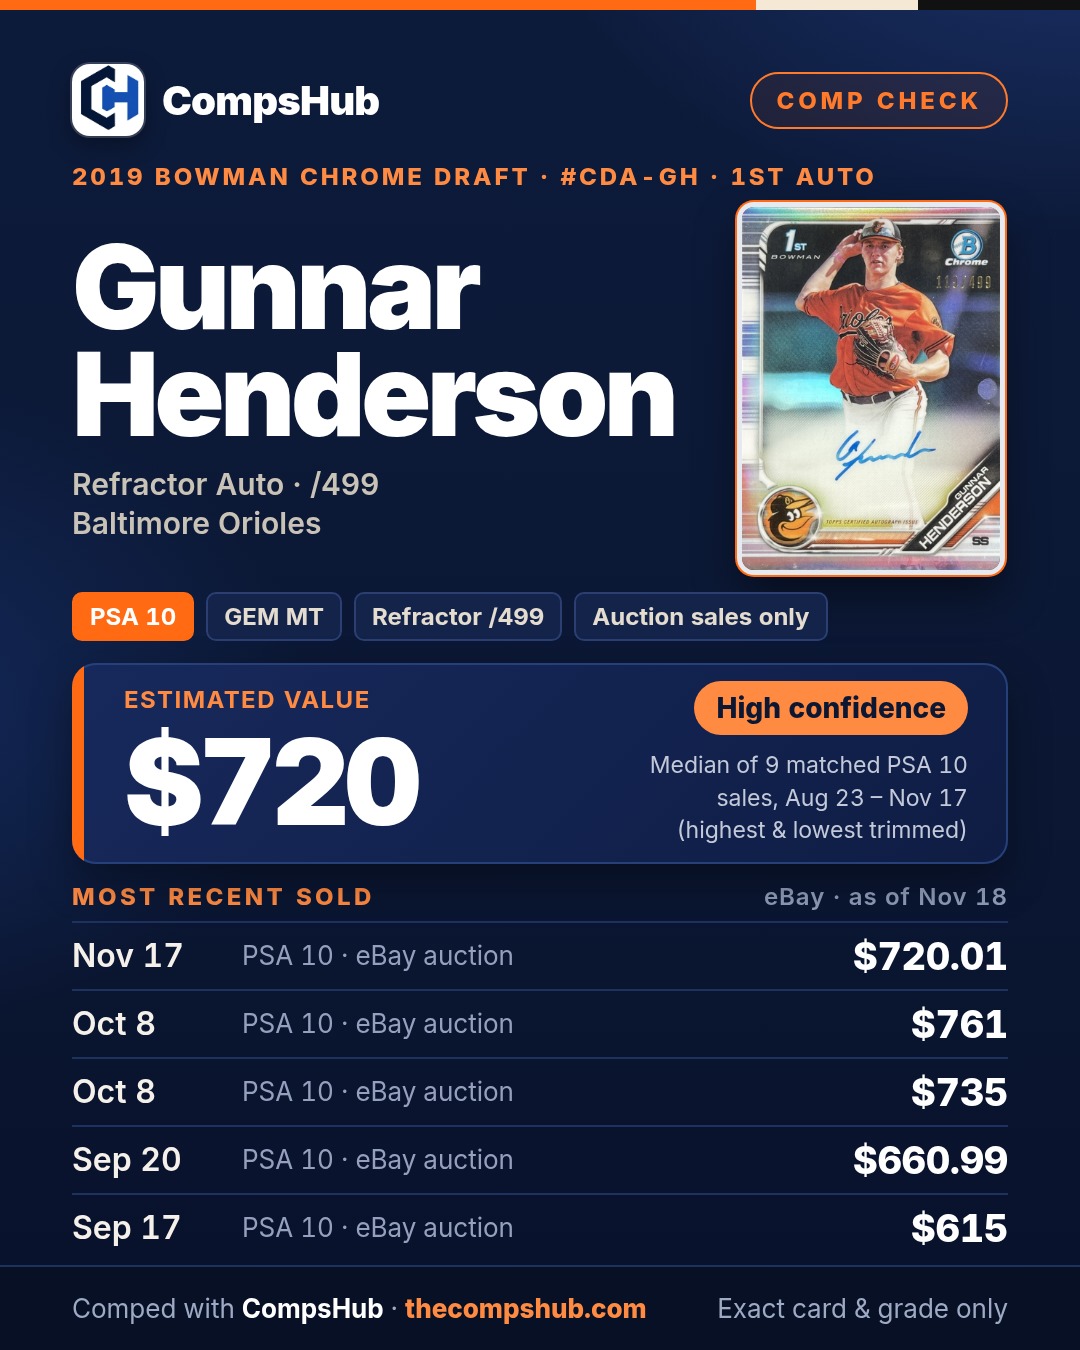 CompsHub
COMP CHECK
2019 BOWMAN CHROME DRAFT · #CDA-GH · 1ST AUTO
Gunnar
Henderson
Refractor Auto · /499
Baltimore Orioles
1ST
BOWMAN
B
Chrome
TOPPS CERTIFIED AUTOGRAPH ISSUE
GUNNAR
HENDERSON
SS
PSA 10
GEM MT
Refractor /499
Auction sales only
ESTIMATED VALUE
$720
High confidence
Median of 9 matched PSA 10
sales, Aug 23 – Nov 17
(highest & lowest trimmed)
MOST RECENT SOLD
eBay · as of Nov 18
Nov 17 PSA 10 · eBay auction $720.01
Oct 8 PSA 10 · eBay auction $761
Oct 8 PSA 10 · eBay auction $735
Sep 20 PSA 10 · eBay auction $660.99
Sep 17 PSA 10 · eBay auction $615
Comped with CompsHub · thecompshub.com
Exact card & grade only